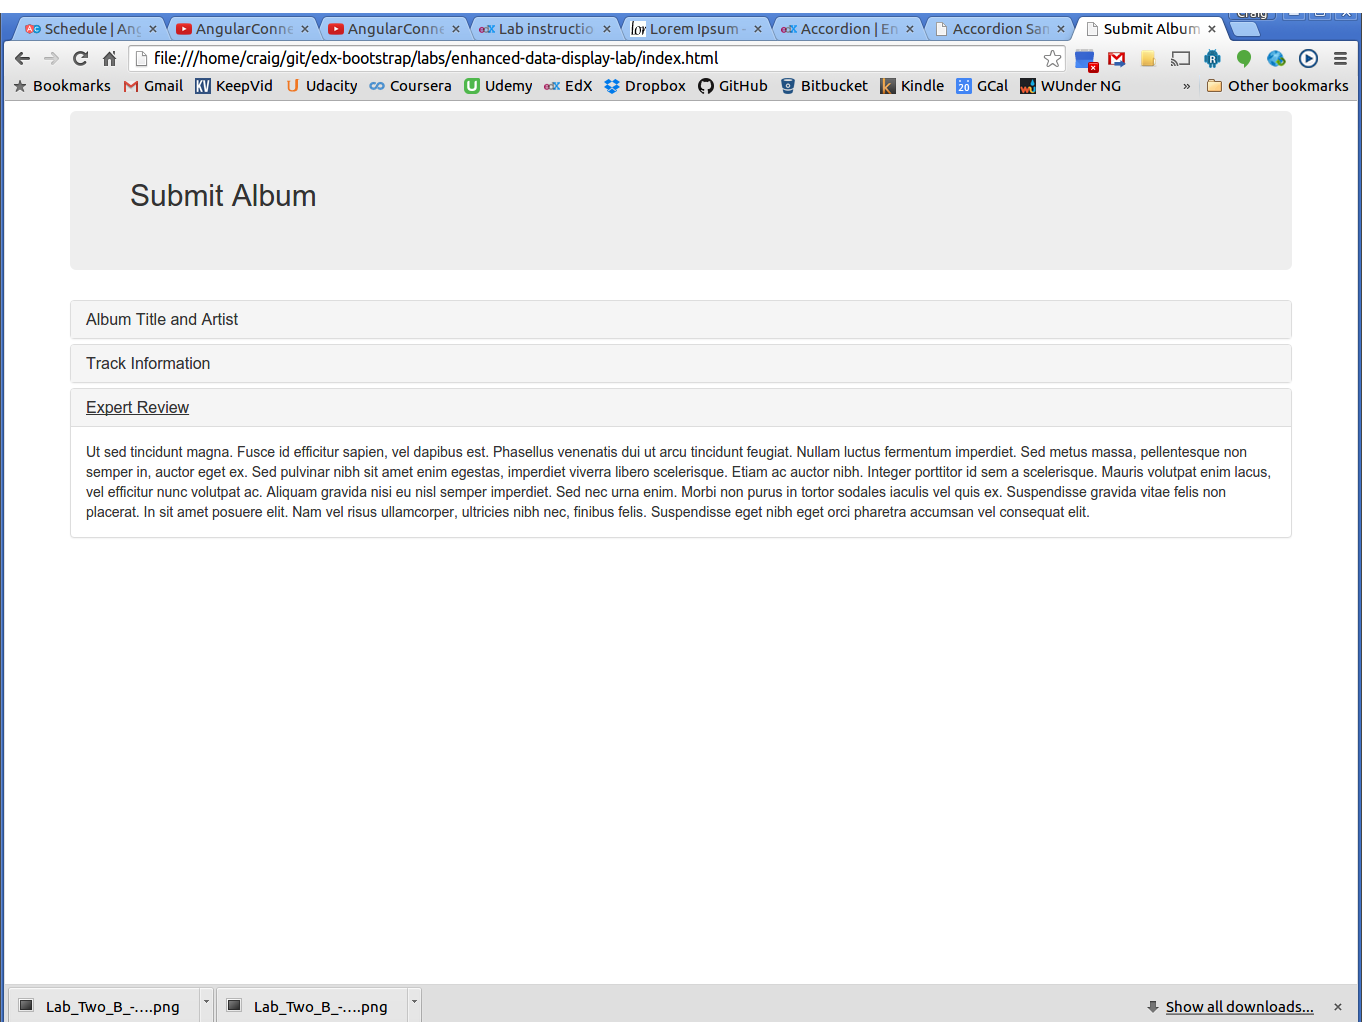 Craig
Schedule | Ang
AngularConne
AngularConne
Lab instructio
Lorem Ipsum -
Accordion | En
Accordion San
Submit Album
file:///home/craig/git/edx-bootstrap/labs/enhanced-data-display-lab/index.html
Bookmarks Gmail KeepVid Udacity Coursera Udemy EdX Dropbox GitHub Bitbucket Kindle 20 GCal WUnder NG » Other bookmarks
Submit Album
Album Title and Artist
Track Information
Expert Review
Ut sed tincidunt magna. Fusce id efficitur sapien, vel dapibus est. Phasellus venenatis dui ut arcu tincidunt feugiat. Nullam luctus fermentum imperdiet. Sed metus massa, pellentesque non
semper in, auctor eget ex. Sed pulvinar nibh sit amet enim egestas, imperdiet viverra libero scelerisque. Etiam ac auctor nibh. Integer porttitor id sem a scelerisque. Mauris volutpat enim lacus,
vel efficitur nunc volutpat ac. Aliquam gravida nisi eu nisl semper imperdiet. Sed nec urna enim. Morbi non purus in tortor sodales iaculis vel quis ex. Suspendisse gravida vitae felis non
placerat. In sit amet posuere elit. Nam vel risus ullamcorper, ultricies nibh nec, finibus felis. Suspendisse eget nibh eget orci pharetra accumsan vel consequat elit.
Lab_Two_B_-....png Lab_Two_B_-....png Show all downloads...